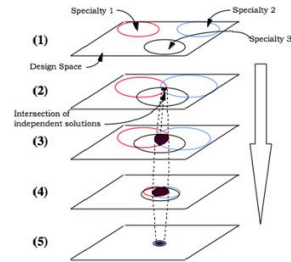 Specialty 1
Specialty 2
(1)
Specialty 3
Design Space
(2)
Intersection of
independent solutions
(3)
(4)
(5)